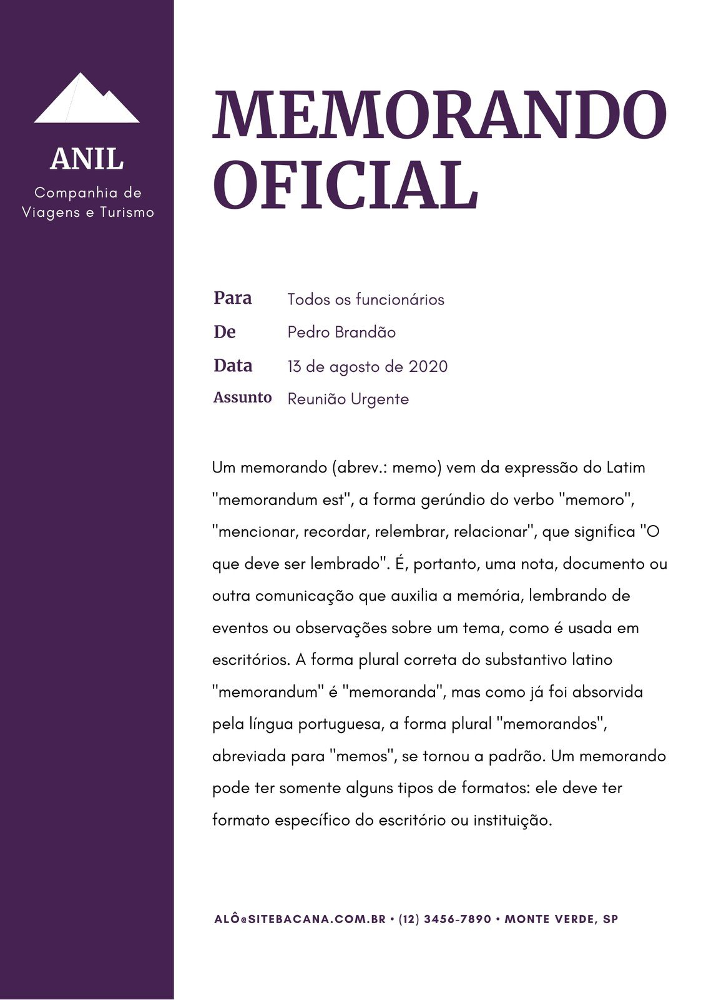 ANIL
Companhia de
Viagens e Turismo
MEMORANDO
OFICIAL
Para Todos os funcionários
De Pedro Brandão
Data 13 de agosto de 2020
Assunto Reunião Urgente
Um memorando (abrev.: memo) vem da expressão do Latim
"memorandum est", a forma gerúndio do verbo "memoro",
"mencionar, recordar, relembrar, relacionar", que significa "O
que deve ser lembrado". É, portanto, uma nota, documento ou
outra comunicação que auxilia a memória, lembrando de
eventos ou observações sobre um tema, como é usada em
escritórios. A forma plural correta do substantivo latino
"memorandum" é "memoranda", mas como já foi absorvida
pela língua portuguesa, a forma plural "memorandos",
abreviada para "memos", se tornou a padrão. Um memorando
pode ter somente alguns tipos de formatos: ele deve ter
formato específico do escritório ou instituição.
ALÔ@SITEBACANA.COM.BR • (12) 3456-7890 • MONTE VERDE, SP